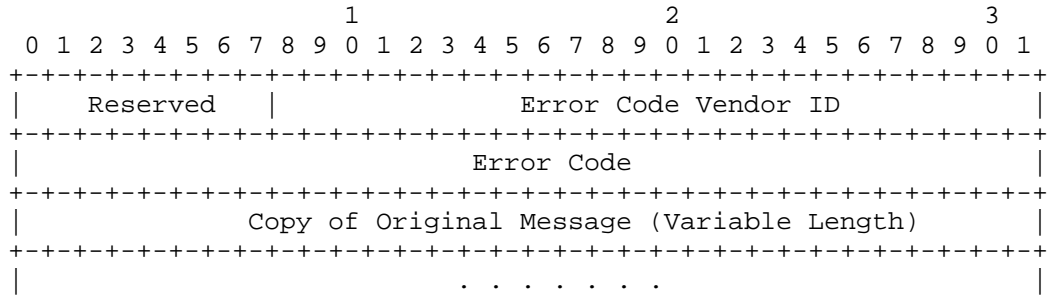 1                   2                   3
 0 1 2 3 4 5 6 7 8 9 0 1 2 3 4 5 6 7 8 9 0 1 2 3 4 5 6 7 8 9 0 1
+-+-+-+-+-+-+-+-+-+-+-+-+-+-+-+-+-+-+-+-+-+-+-+-+-+-+-+-+-+-+-+
|    Reserved   |               Error Code Vendor ID            |
+-+-+-+-+-+-+-+-+-+-+-+-+-+-+-+-+-+-+-+-+-+-+-+-+-+-+-+-+-+-+-+
|                            Error Code                         |
+-+-+-+-+-+-+-+-+-+-+-+-+-+-+-+-+-+-+-+-+-+-+-+-+-+-+-+-+-+-+-+
|              Copy of Original Message (Variable Length)       |
+-+-+-+-+-+-+-+-+-+-+-+-+-+-+-+-+-+-+-+-+-+-+-+-+-+-+-+-+-+-+-+
|                           . . . . . . .                       |